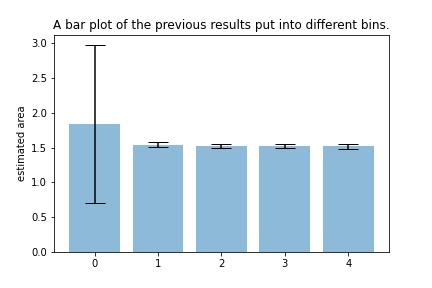 A bar plot of the previous results put into different bins.
3.0
2.5
2.0
1.5
1.0
0.5
0.0
estimated area
0 1 2 3 4